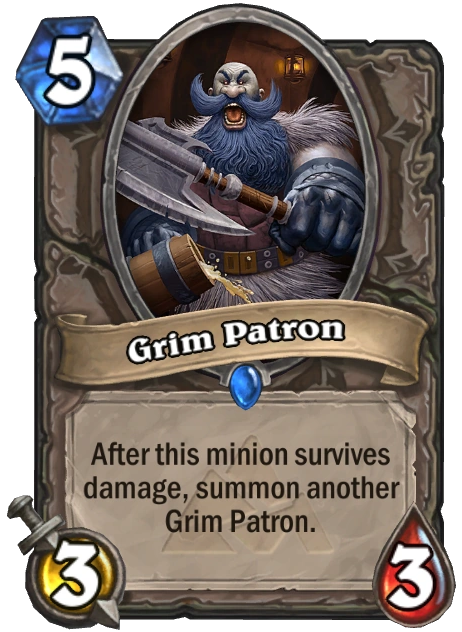 5
Grim Patron
After this minion survives
damage, summon another
Grim Patron.
3
3